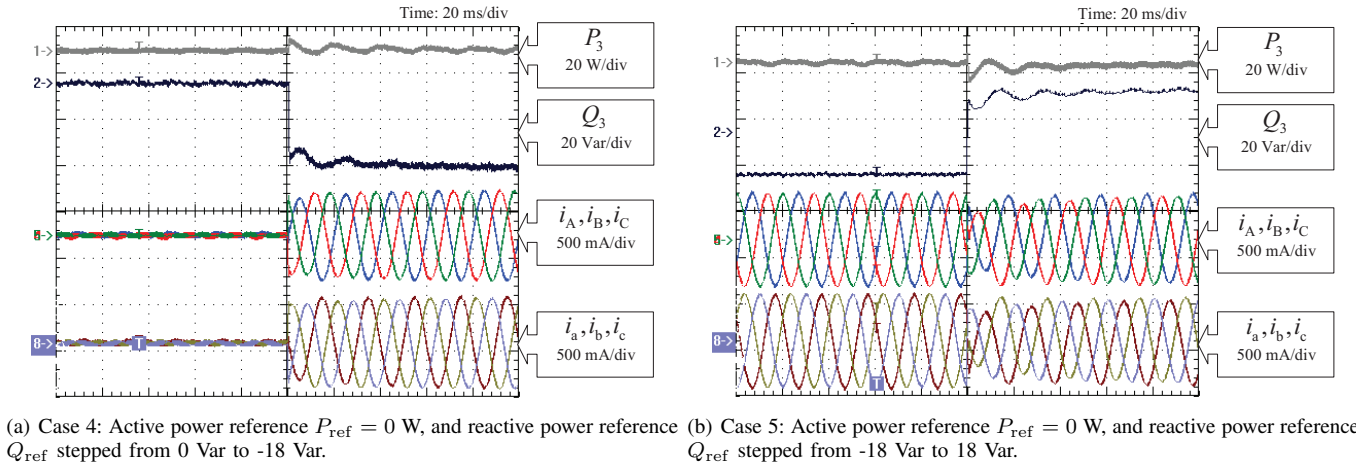 Time: 20 ms/div
1->
P3
20 W/div
2->
Q3
20 Var/div
iA, iB, iC
500 mA/div
8->
ia, ib, ic
500 mA/div
T
T
T
T
(a) Case 4: Active power reference Pref = 0 W, and reactive power reference
Qref stepped from 0 Var to -18 Var.
Time: 20 ms/div
1->
P3
20 W/div
2->
Q3
20 Var/div
iA, iB, iC
500 mA/div
8->
ia, ib, ic
500 mA/div
T
T
T
(b) Case 5: Active power reference Pref = 0 W, and reactive power reference
Qref stepped from -18 Var to 18 Var.